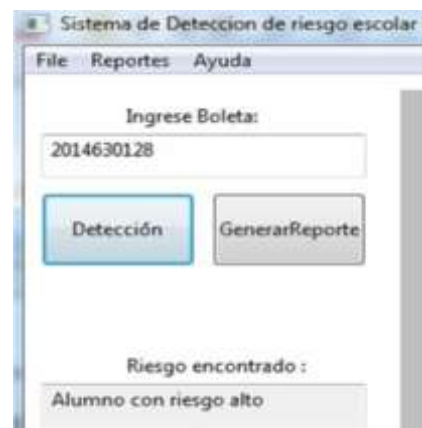 Sistema de Deteccion de riesgo escolar
File Reportes Ayuda
Ingrese Boleta:
2014630128
Detección GenerarReporte
Riesgo encontrado :
Alumno con riesgo alto